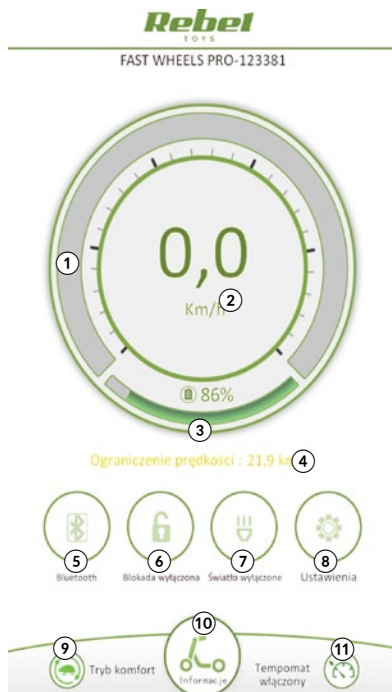 Rebel
TOYS
FAST WHEELS PRO-123381
1
0,0
2
Km/h
86%
3
Ograniczenie prędkości : 21,9 km
4
5
6
7
8
Bluetooth
Blokada wyłączona
Światło wyłączone
Ustawienia
10
9
11
Tryb komfort
Informacje
Tempomat
włączony